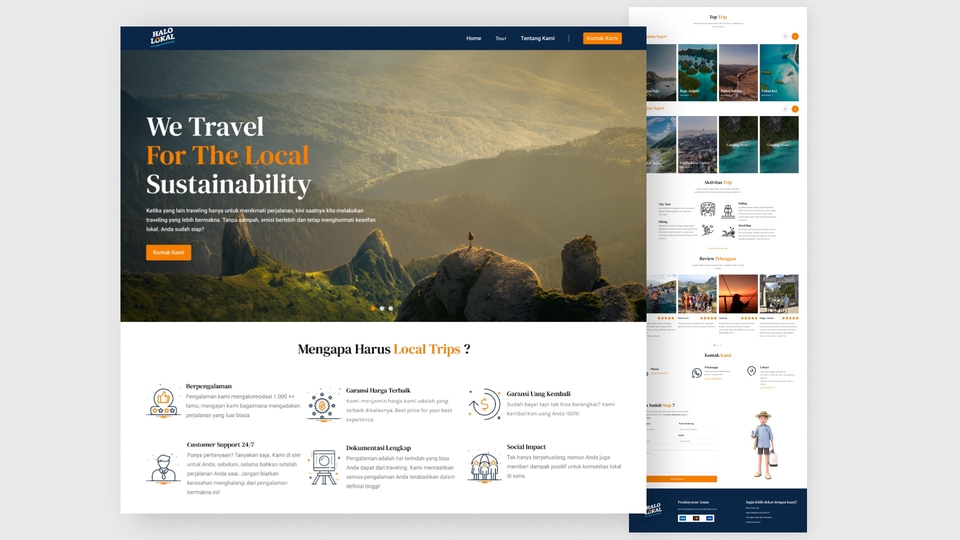 HALO
LOKAL
Home
Tour
Tentang Kami
Kontak Kami
We Travel
For The Local
Sustainability
Ketika yang lain traveling hanya untuk menikmati perjalanan, kini saatnya kita melakukan
traveling yang lebih bermakna. Tanpa sampah, emisi berlebih dan tetap menghormati kearifan
lokal. Anda sudah siap?
Kontak Kami
Mengapa Harus Local Trips ?
Berpengalaman
Pengalaman kami mengakomodasi 1.000 ++
tamu, mengajari kami bagaimana mengadakan
perjalanan yang luar biasa
Garansi Harga Terbaik
Kami menjamin harga kami adalah yang
terbaik dikelasnya. Best price for your best
experience.
Garansi Uang Kembali
Sudah bayar tapi tak bisa berangkat? Kami
kembalikan uang Anda 100%!
Customer Support 24/7
Punya pertanyaan? Tanyakan saja. Kami di sini
untuk Anda; sebelum, selama bahkan setelah
perjalanan Anda usai. Jangan biarkan
keresahan menghalangi dari pengalaman
bermakna ini!
Dokumentasi Lengkap
Pengalaman adalah hal terindah yang bisa
Anda dapat dari traveling. Kami memastikan
semua pengalaman Anda terabadikan dalam
definisi tinggi!
Social Impact
Tak hanya berpetualang, namun Anda juga
memberi dampak positif untuk komunitas lokal
di sana.
Top Trip
Raja Ampat
Coming Soon !
Coming Soon !
Aktivitas Trip
City Tour
Hiking
Review Pelanggan
Kontak Kami
Phone
Whatsapp
Lokasi
Sudah Siap ?
HALO
LOKAL
Pembayaran Aman
Ingin lebih dekat dengan kami?